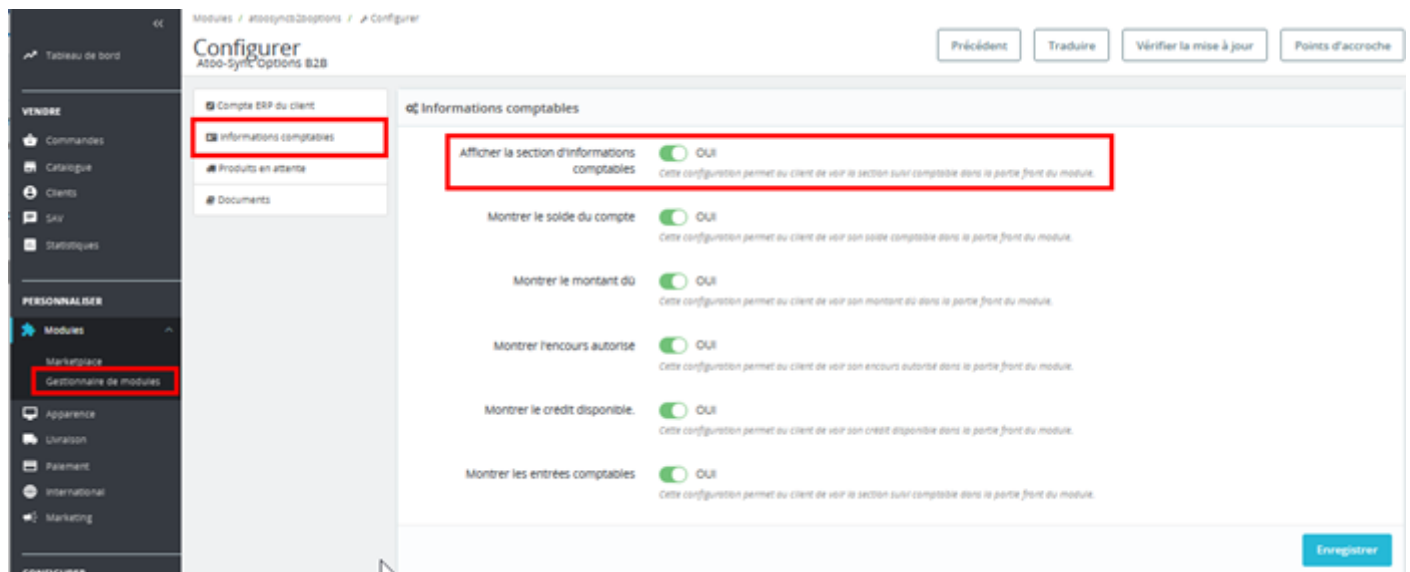 Modules / atoosyncb2boptions / Configurer
Configurer
Atoo-Sync Options B2B
Précédent
Traduire
Vérifier la mise à jour
Points d'accroche
<<
Tableau de bord
VENDRE
Commandes
Catalogue
Clients
SAV
Statistiques
PERSONNALISER
Modules
Marketplace
Gestionnaire de modules
Apparence
Livraison
Paiement
International
Marketing
CONFIGURER
Compte ERP du client
Informations comptables
Produits en attente
Documents
Informations comptables
Afficher la section d'informations
comptables
OUI
Cette configuration permet au client de voir la section suivi comptable dans la partie front du module.
Montrer le solde du compte
OUI
Cette configuration permet au client de voir son solde comptable dans la partie front du module.
Montrer le montant dû
OUI
Cette configuration permet au client de voir son montant dû dans la partie front du module.
Montrer l'encours autorise
OUI
Cette configuration permet au client de voir son encours autorisé dans la partie front du module.
Montrer le crédit disponible.
OUI
Cette configuration permet au client de voir son crédit disponible dans la partie front du module.
Montrer les entrées comptables
OUI
Cette configuration permet au client de voir la section suivi comptable dans la partie front du module.
Enregistrer